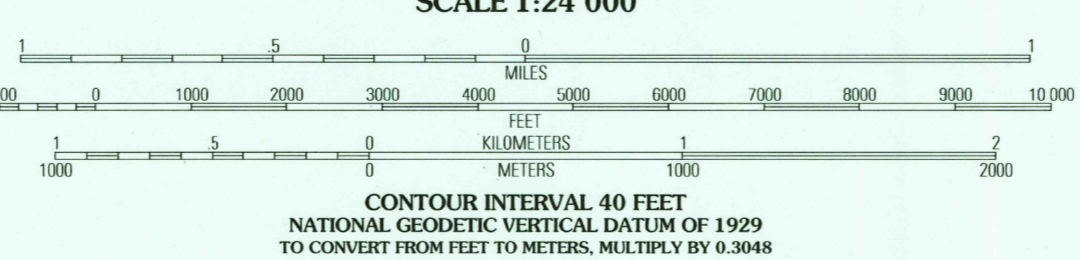 SCALE 1:24 000
1 .5 0 1
MILES
00 0 1000 2000 3000 4000 5000 6000 7000 8000 9000 10 000
FEET
1 .5 0 KILOMETERS 1 2
1000 0 METERS 1000 2000
CONTOUR INTERVAL 40 FEET
NATIONAL GEODETIC VERTICAL DATUM OF 1929
TO CONVERT FROM FEET TO METERS, MULTIPLY BY 0.3048